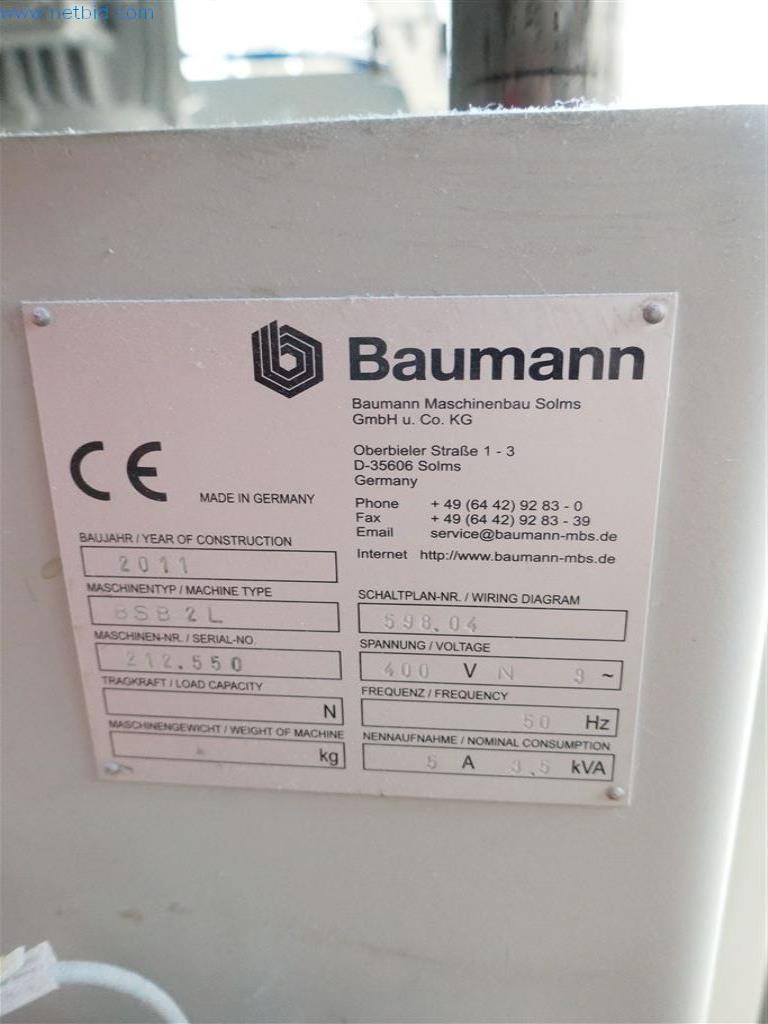 www.netbid.com
b Baumann
Baumann Maschinenbau Solms
GmbH u. Co. KG
Oberbieler Straße 1 - 3
D-35606 Solms
Germany
CE
MADE IN GERMANY
Phone + 49 (64 42) 92 83 - 0
Fax + 49 (64 42) 92 83 - 39
Email service@baumann-mbs.de
Internet http://www.baumann-mbs.de
BAUJAHR / YEAR OF CONSTRUCTION
2011
MASCHINENTYP / MACHINE TYPE
BSB 2 L
MASCHINEN-NR. / SERIAL-NO.
212.550
TRAGKRAFT / LOAD CAPACITY
N
MASCHINENGEWICHT / WEIGHT OF MACHINE
kg
SCHALTPLAN-NR. / WIRING DIAGRAM
598.04
SPANNUNG / VOLTAGE
400 V N 3 ~
FREQUENZ / FREQUENCY
50 Hz
NENNAUFNAHME / NOMINAL CONSUMPTION
5 A 3,5 kVA